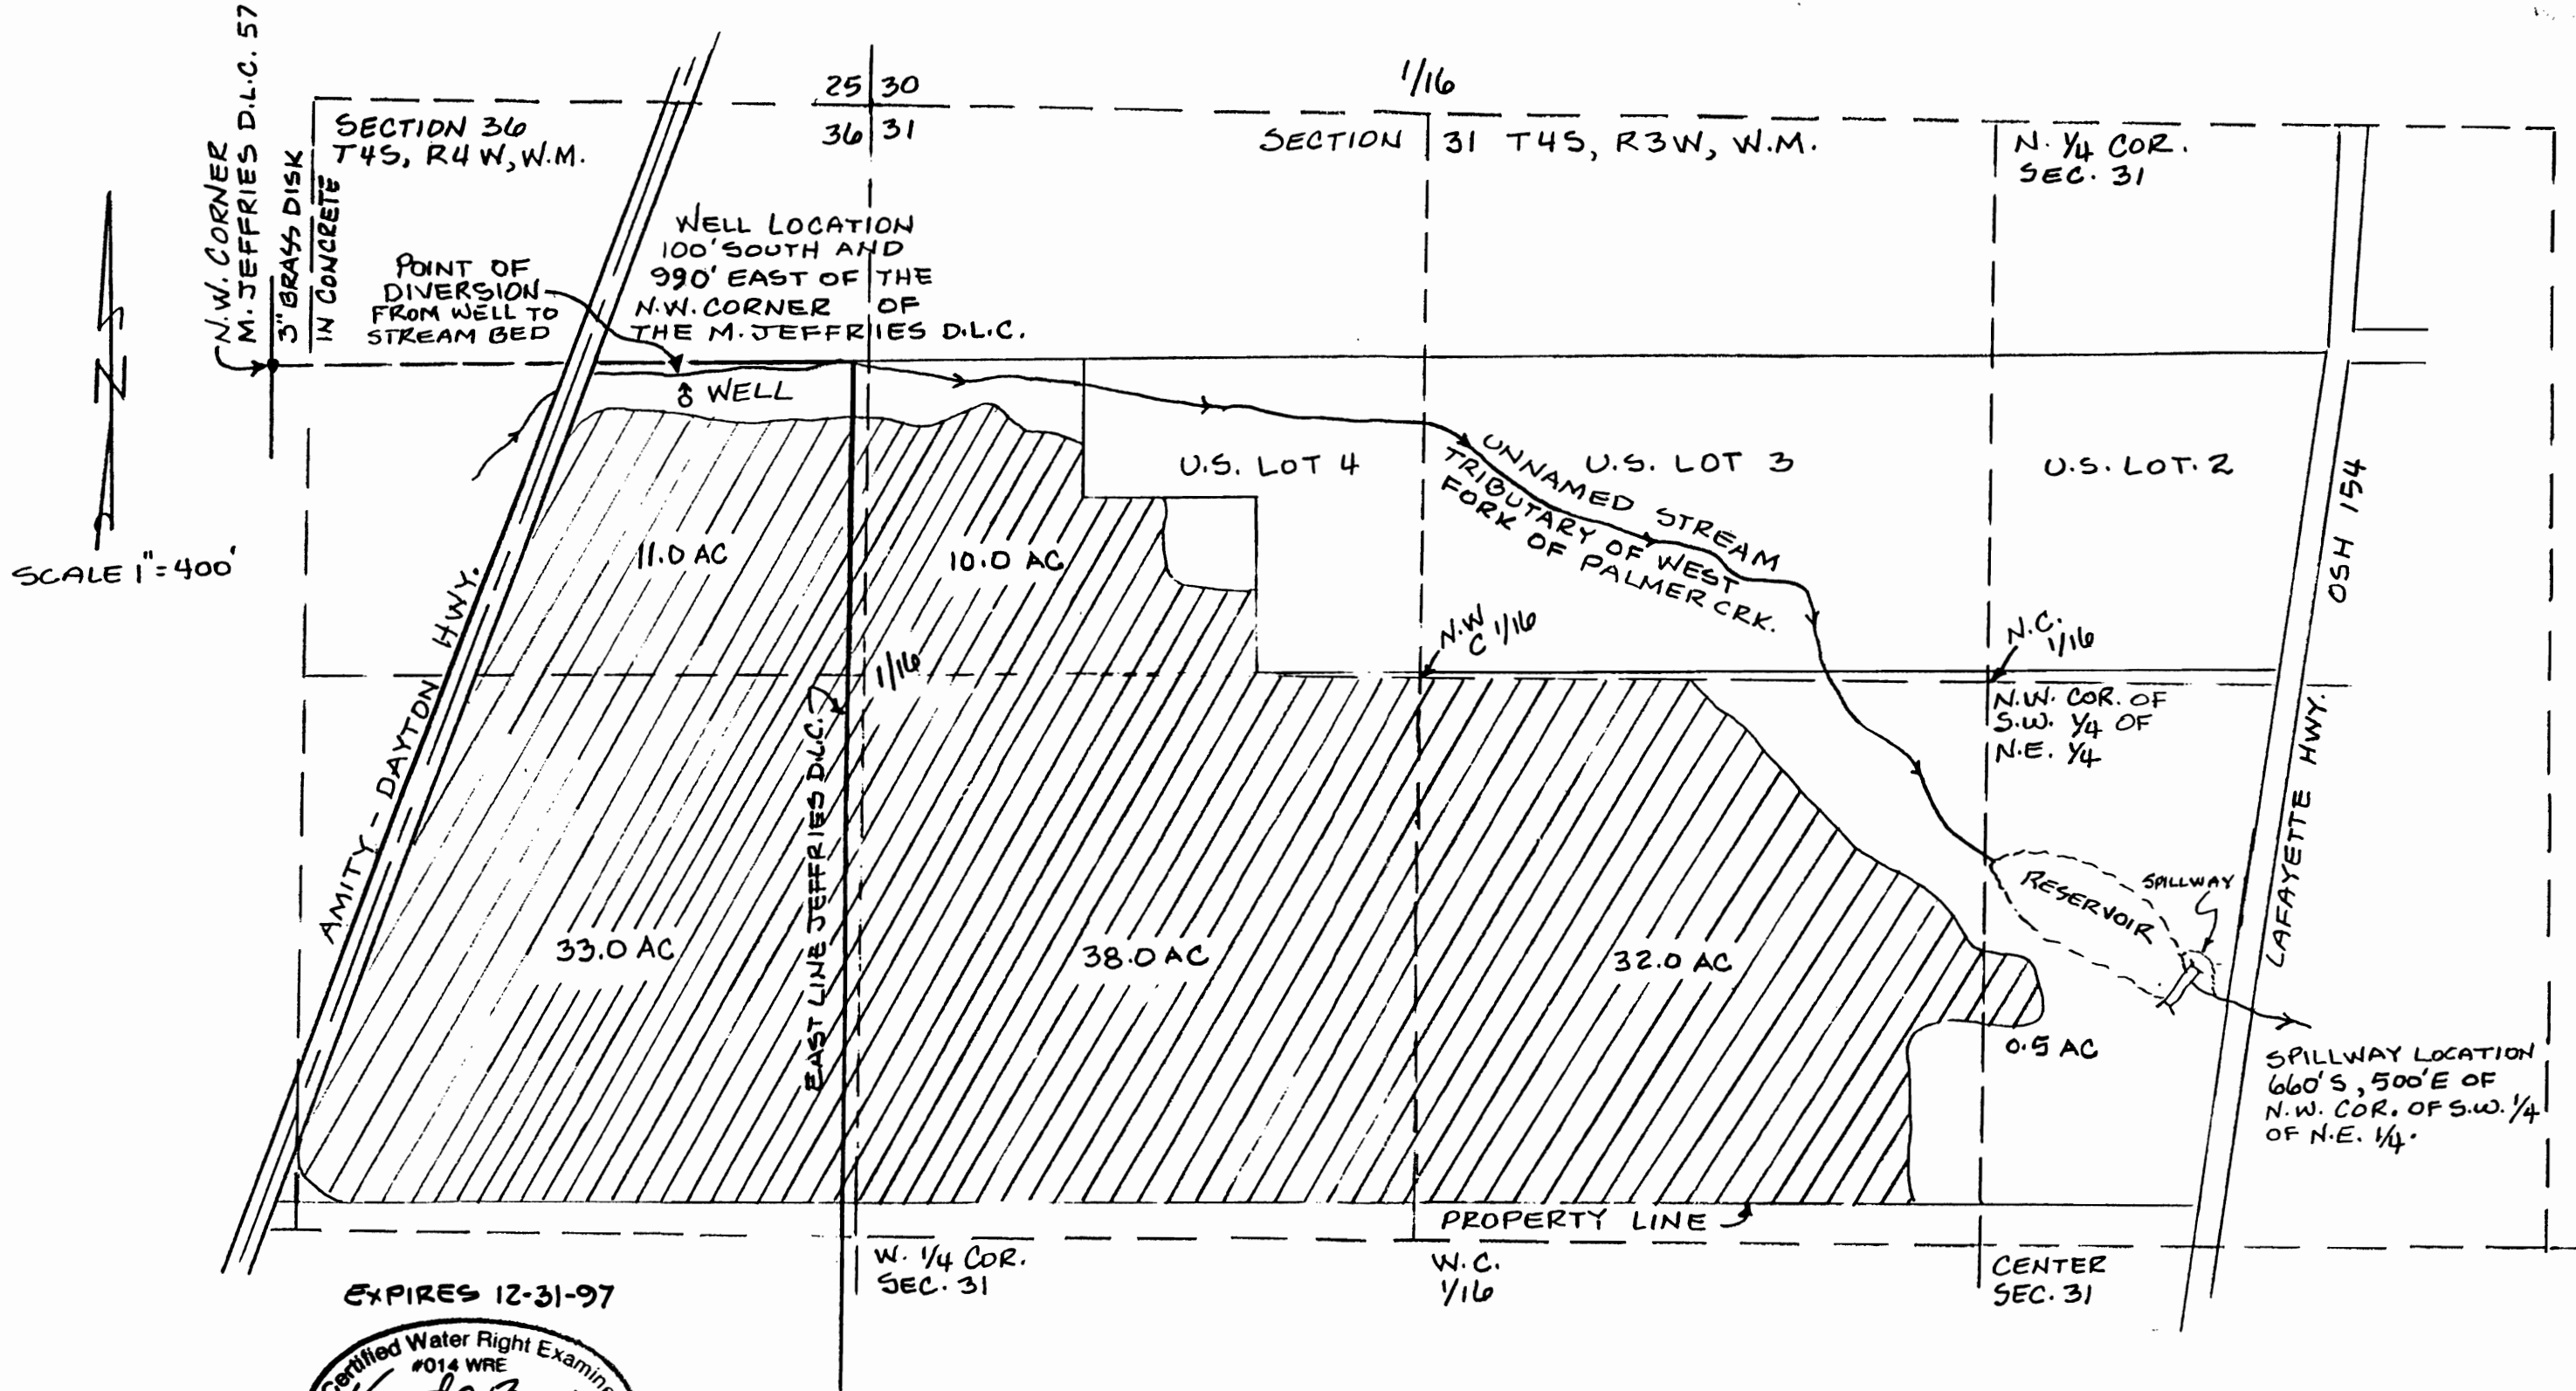 N.W. CORNER
M. JEFFRIES D.L.C. 57
3" BRASS DISK
IN CONCRETE
SECTION 36
T4S, R4W, W.M.
25 30
36 31
1/16
SECTION 31 T4S, R3W, W.M.
N. 1/4 COR.
SEC. 31
WELL LOCATION
100' SOUTH AND
990' EAST OF THE
N.W. CORNER OF
THE M. JEFFRIES D.L.C.
POINT OF
DIVERSION
FROM WELL TO
STREAM BED
WELL
N
SCALE 1"=400'
U.S. LOT 4
U.S. LOT 3
U.S. LOT. 2
UNNAMED STREAM
TRIBUTARY OF WEST
FORK OF PALMER CRK.
OSH 154
11.0 AC
10.0 AC
AMITY - DAYTON HWY.
1/16
N.W
C 1/16
N.C.
1/16
N.W. COR. OF
S.W. 1/4 OF
N.E. 1/4
EAST LINE JEFFRIES D.L.C.
LAFAYETTE HWY.
RESERVOIR
SPILLWAY
33.0 AC
38.0 AC
32.0 AC
0.5 AC
SPILLWAY LOCATION
660'S, 500'E OF
N.W. COR. OF S.W. 1/4
OF N.E. 1/4.
PROPERTY LINE
W. 1/4 COR.
SEC. 31
W.C.
1/16
CENTER
SEC. 31
EXPIRES 12-31-97
Certified Water Right Examine
#014 WRE